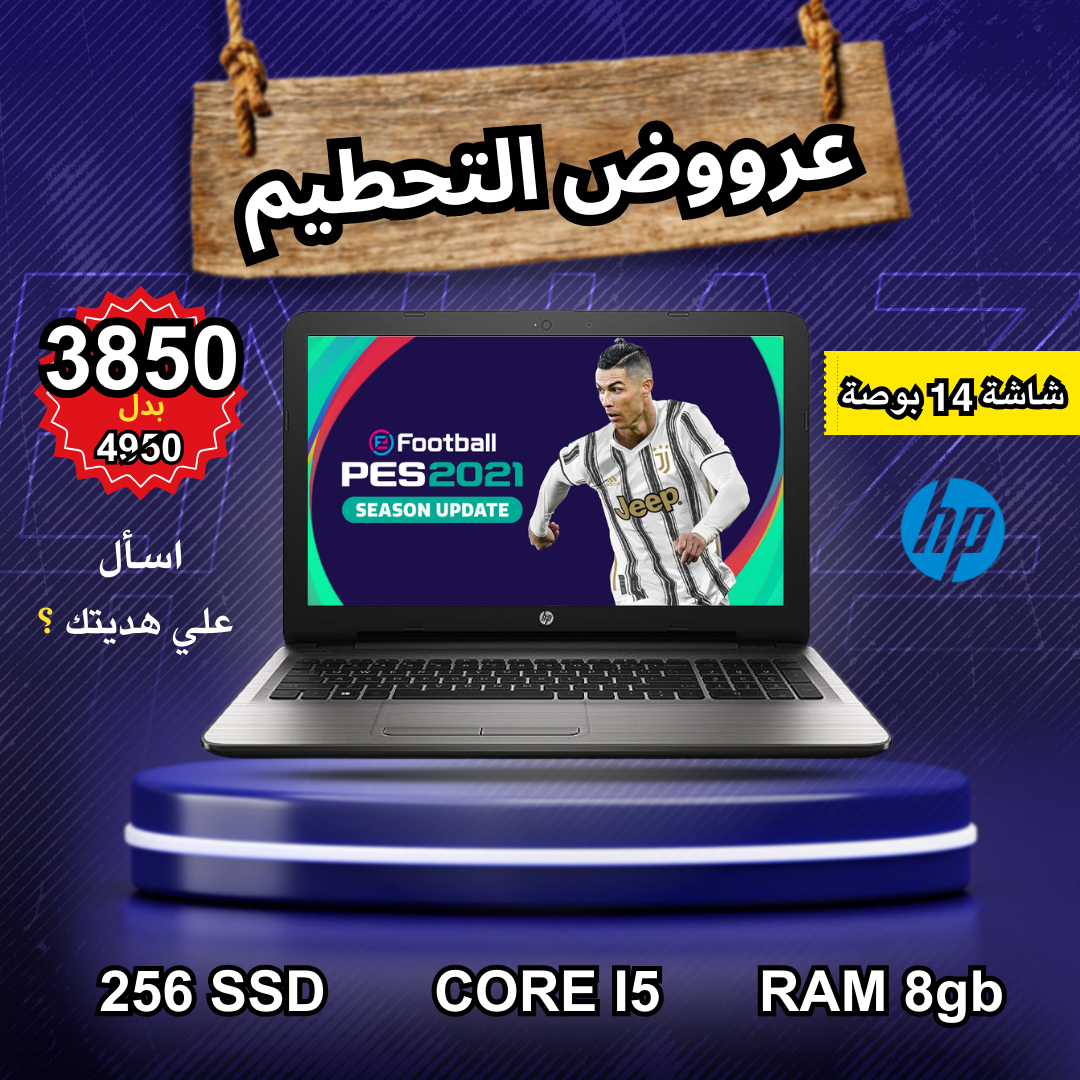 عرووض التحطيم
3850
بدل
4950
اسأل
علي هديتك ؟
شاشة 14 بوصة
hp
eFootball
PES2021
SEASON UPDATE
Jeep
hp
256 SSD
CORE I5
RAM 8gb